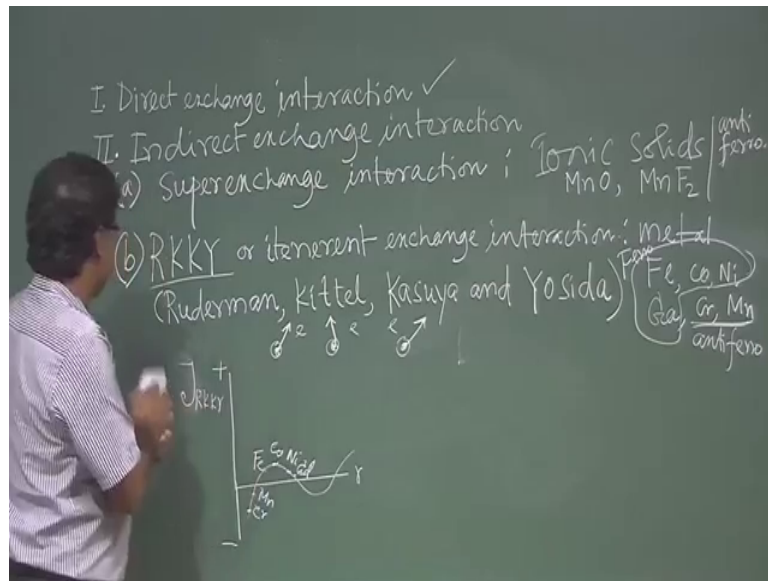 I. Direct exchange interaction ✓
II. Indirect exchange interaction
(a) Superexchange interaction : Ionic Solids | anti ferro.
MnO, MnF₂
(b) RKKY or itenerent exchange interaction : metal
(Ruderman, Kittel, Kasuya and Yosida) Ferro
Fe, Co, Ni
Gd, Cr, Mn
antiferro
e e e
J_RKKY +
Fe Co Ni Gd r
Mn
Cr
−